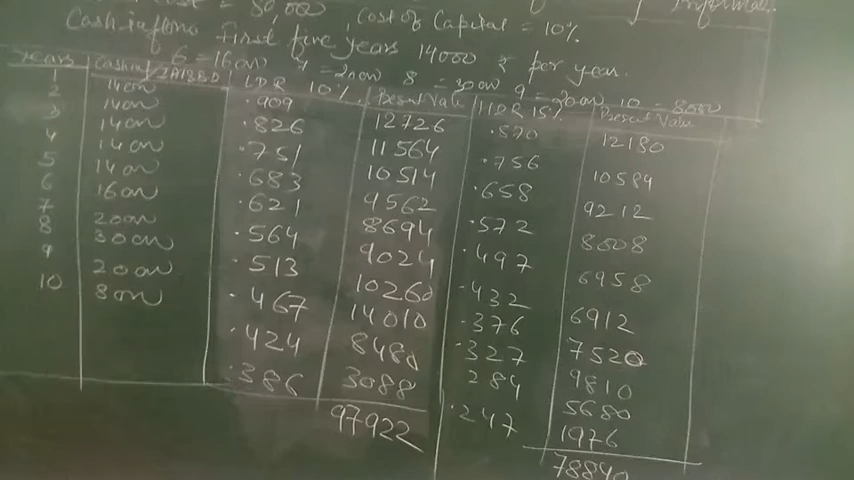 Cost = 80,000
, Cost of Capital = 10%
Cash inflows first five years 14000 ₹ per year.
6 = 16000 7 = 20000 8 = 30000 9 = 20000 10 = 8000
years Cash in IDR 10% Present Value IDR 15% Present Value
1 14000 .909 12726 .870 12180
2 14000 .826 11564 .756 10584
3 14000 .751 10514 .658 9212
4 14000 .683 9562 .572 8008
5 14000 .621 8694 .497 6958
6 16000 .564 9024 .432 6912
7 20000 .513 10260 .376 7520
8 30000 .467 14010 .327 9810
9 20000 .424 8480 284 5680
10 8000 .386 3088 .247 1976
97922 78840